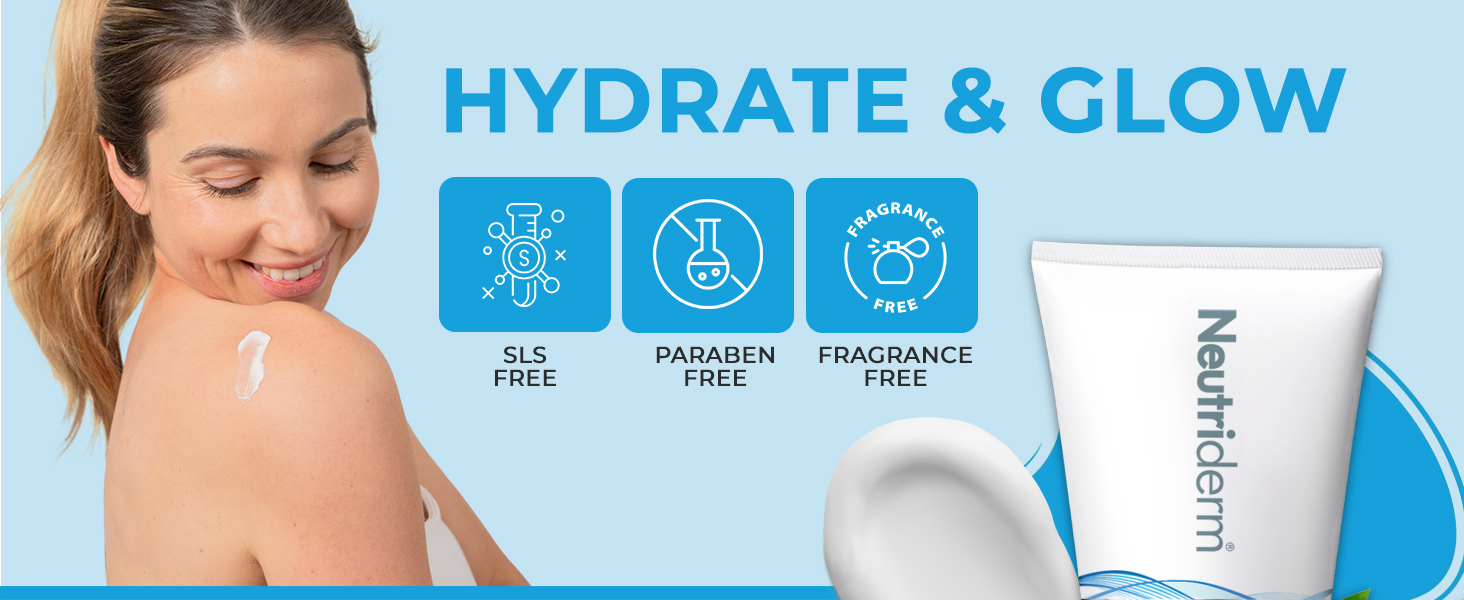 HYDRATE & GLOW
S
FRAGRANCE
FREE
SLS
FREE
PARABEN
FREE
FRAGRANCE
FREE
Neutriderm®